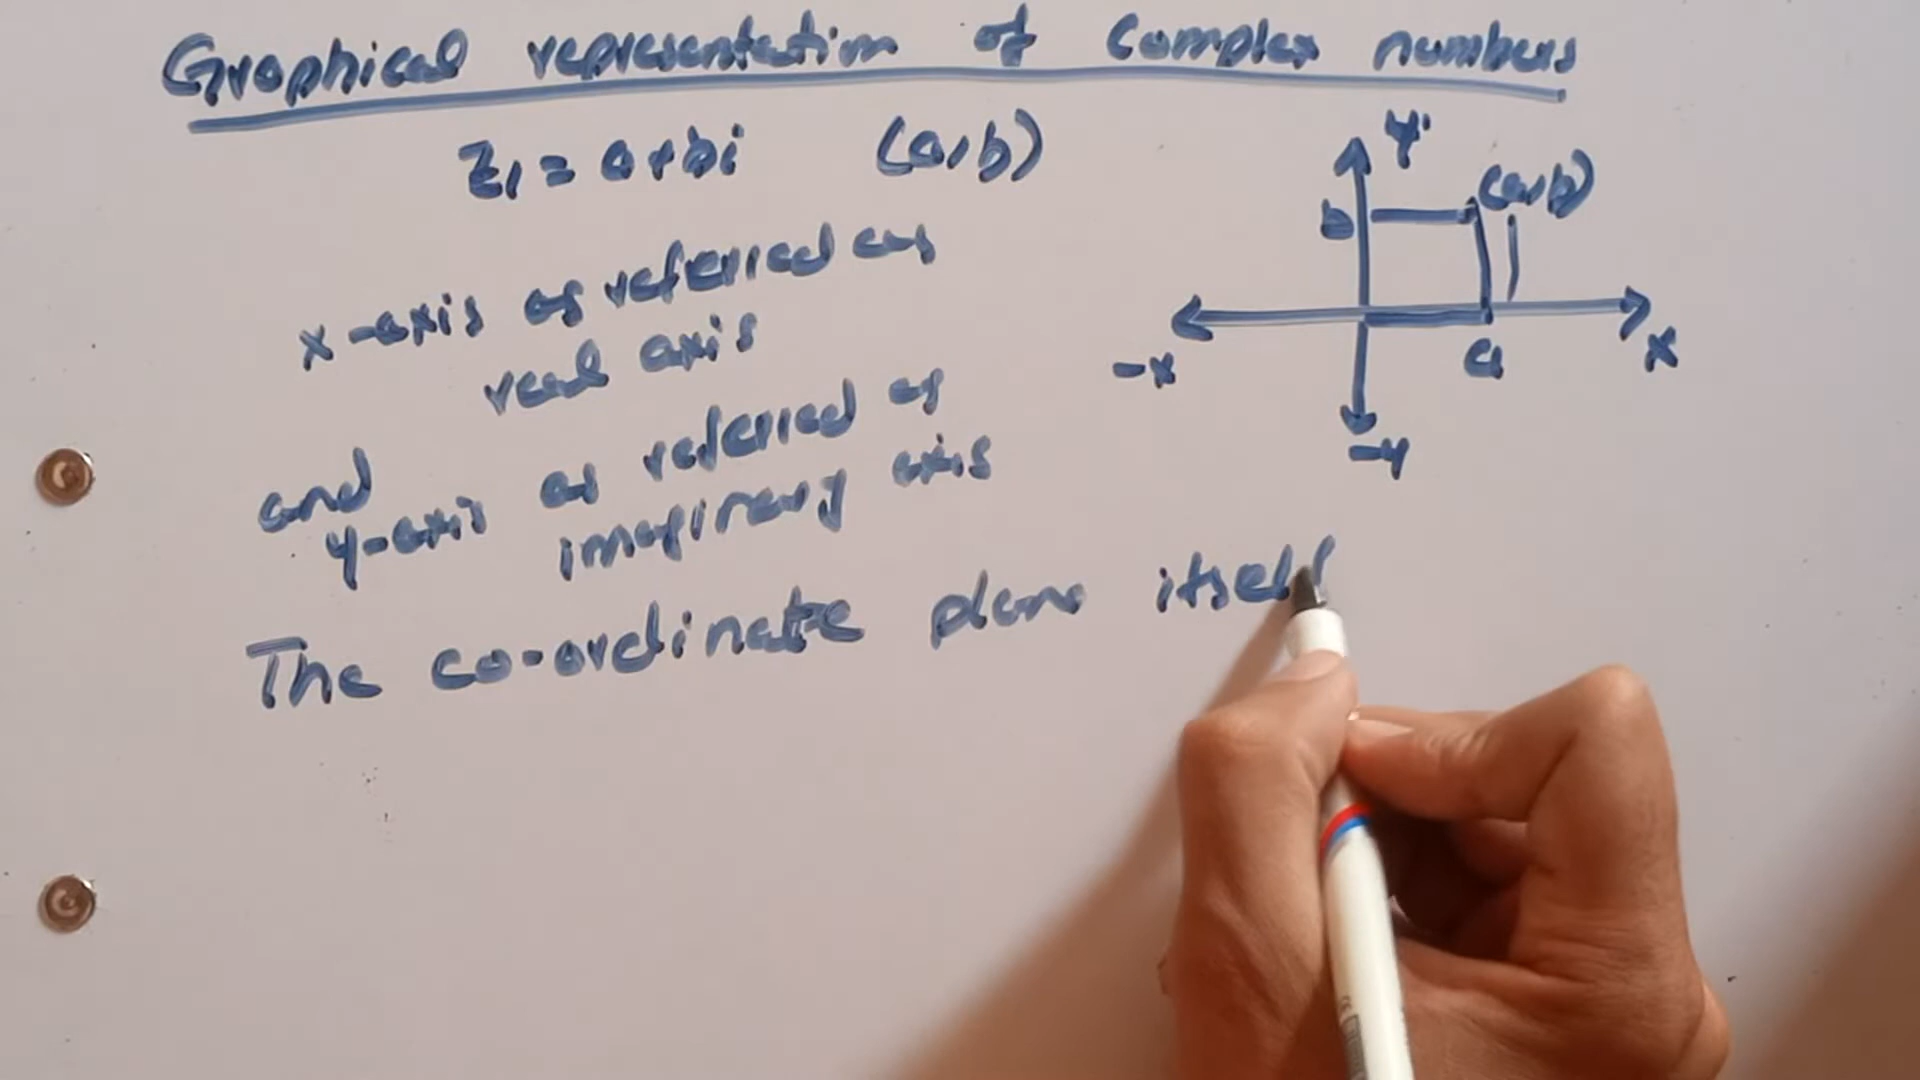 Graphical representation of Complex numbers
Z₁ = a+bi (a,b)
x-axis as referred as
real axis
and
y-axis as referred as
imaginary axis
The co-ordinate plane itself
y
(a,b)
b
-x
a
x
-y